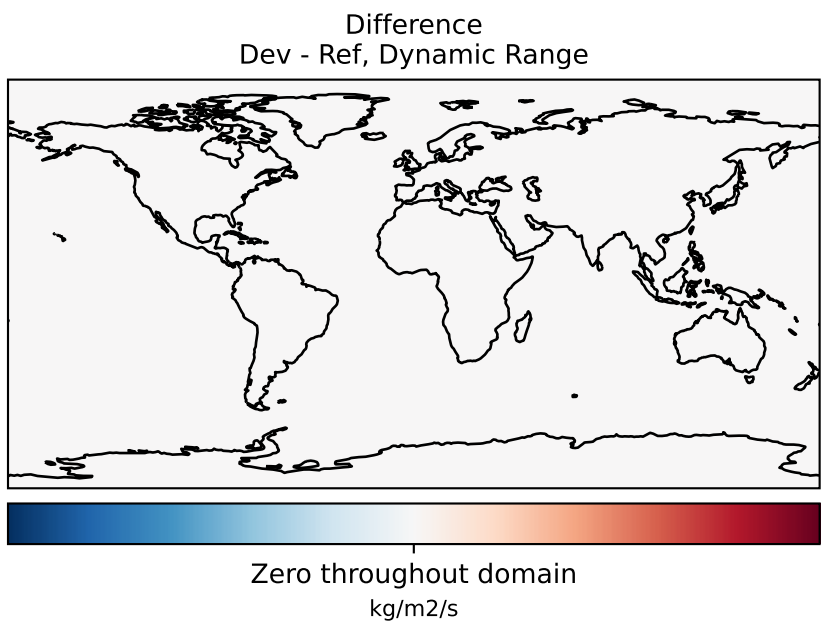 Difference
Dev - Ref, Dynamic Range
Zero throughout domain
kg/m2/s